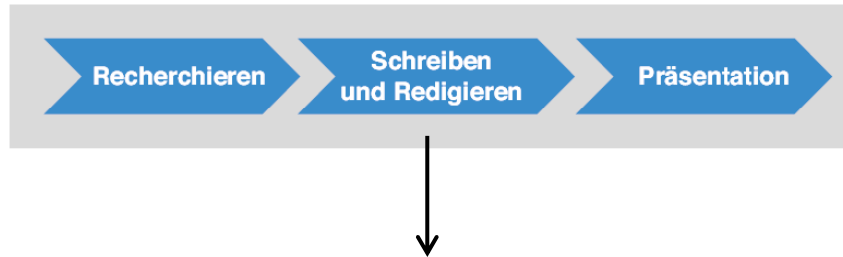 Recherchieren
Schreiben
und Redigieren
Präsentation